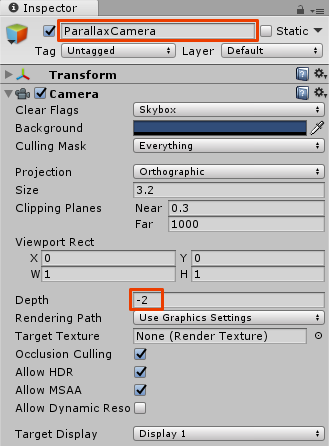 Inspector
ParallaxCamera Static
Tag Untagged Layer Default
Transform
Camera
Clear Flags Skybox
Background
Culling Mask Everything
Projection Orthographic
Size 3.2
Clipping Planes Near 0.3
Far 1000
Viewport Rect
X 0 Y 0
W 1 H 1
Depth -2
Rendering Path Use Graphics Settings
Target Texture None (Render Texture)
Occlusion Culling
Allow HDR
Allow MSAA
Allow Dynamic Reso
Target Display Display 1